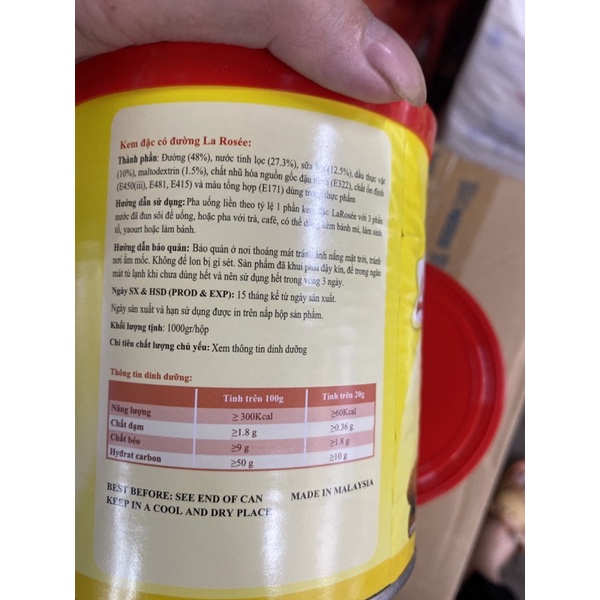 Kem đặc có đường La Rosée:
Thành phần: Đường (48%), nước tinh lọc (27.3%), sữa (12.5%), dầu thực vật
(10%), maltodextrin (1.5%), chất nhũ hóa nguồn gốc đậu (E322), chất ổn định
(E450(iii), E481, E415) và màu tổng hợp (E171) dùng trong thực phẩm
Hướng dẫn sử dụng: Pha uống liền theo tỷ lệ 1 phần kem đặc LaRosée với 3 phần
nước đã đun sôi để uống, hoặc pha với trà, café, có thể dùng kèm bánh mì, làm sinh
tố, yaourt hoặc làm bánh.
Hướng dẫn bảo quản: Bảo quản ở nơi thoáng mát tránh ánh nắng mặt trời, tránh
nơi ẩm mốc. Không để lon bị gỉ sét. Sản phẩm đã khui phải đậy kín, để trong ngăn
mát tủ lạnh khi chưa dùng hết và nên sử dụng hết trong vòng 3 ngày.
Ngày SX & HSD (PROD & EXP): 15 tháng kể từ ngày sản xuất.
Ngày sản xuất và hạn sử dụng được in trên nắp hộp sản phẩm.
Khối lượng tịnh: 1000gr/hộp
Chỉ tiêu chất lượng chủ yếu: Xem thông tin dinh dưỡng
Thông tin dinh dưỡng:
Tính trên 100g Tính trên 20g
Năng lượng ≥ 300Kcal ≥60Kcal
Chất đạm ≥1.8 g ≥0.36 g
Chất béo ≥9 g ≥1.8 g
Hydrat carbon ≥50 g ≥10 g
BEST BEFORE: SEE END OF CAN MADE IN MALAYSIA
KEEP IN A COOL AND DRY PLACE